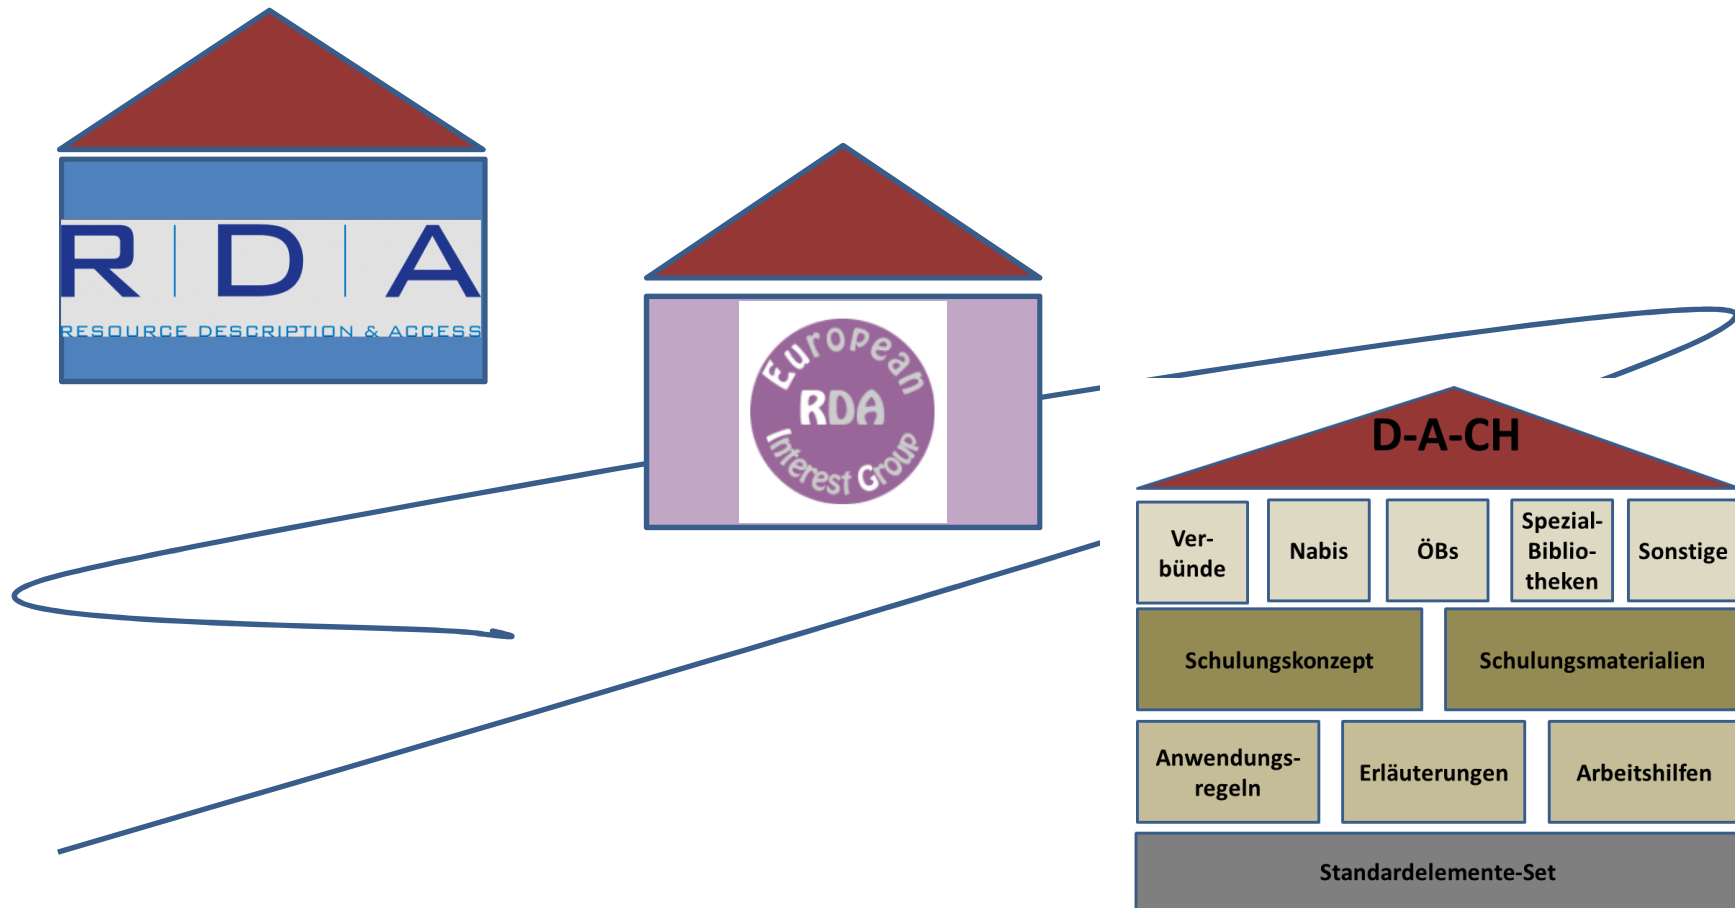 R | D | A
RESOURCE DESCRIPTION & ACCESS
European
RDA
Interest Group
D-A-CH
Ver-
bünde
Nabis
ÖBs
Spezial-
Biblio-
theken
Sonstige
Schulungskonzept
Schulungsmaterialien
Anwendungs-
regeln
Erläuterungen
Arbeitshilfen
Standardelemente-Set